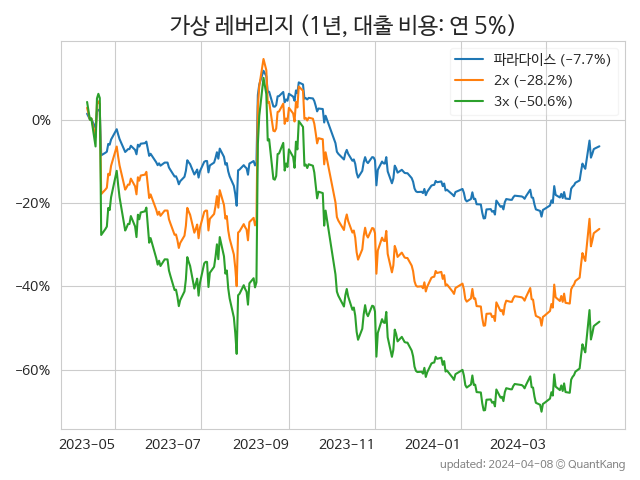 가상 레버리지 (1년, 대출 비용: 연 5%)
파라다이스 (−7.7%)
2x (−28.2%)
3x (−50.6%)
0%
−20%
−40%
−60%
2023−05 2023−07 2023−09 2023−11 2024−01 2024−03
updated: 2024−04−08 © QuantKang